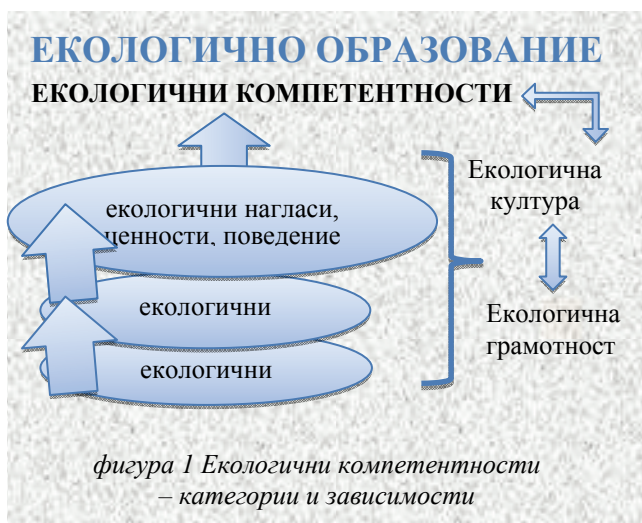 ЕКОЛОГИЧНО ОБРАЗОВАНИЕ
ЕКОЛОГИЧНИ КОМПЕТЕНТНОСТИ
екологични нагласи,
ценности, поведение
екологични
екологични
Екологична
култура
Екологична
грамотност
фигура 1 Екологични компетентности
– категории и зависимости